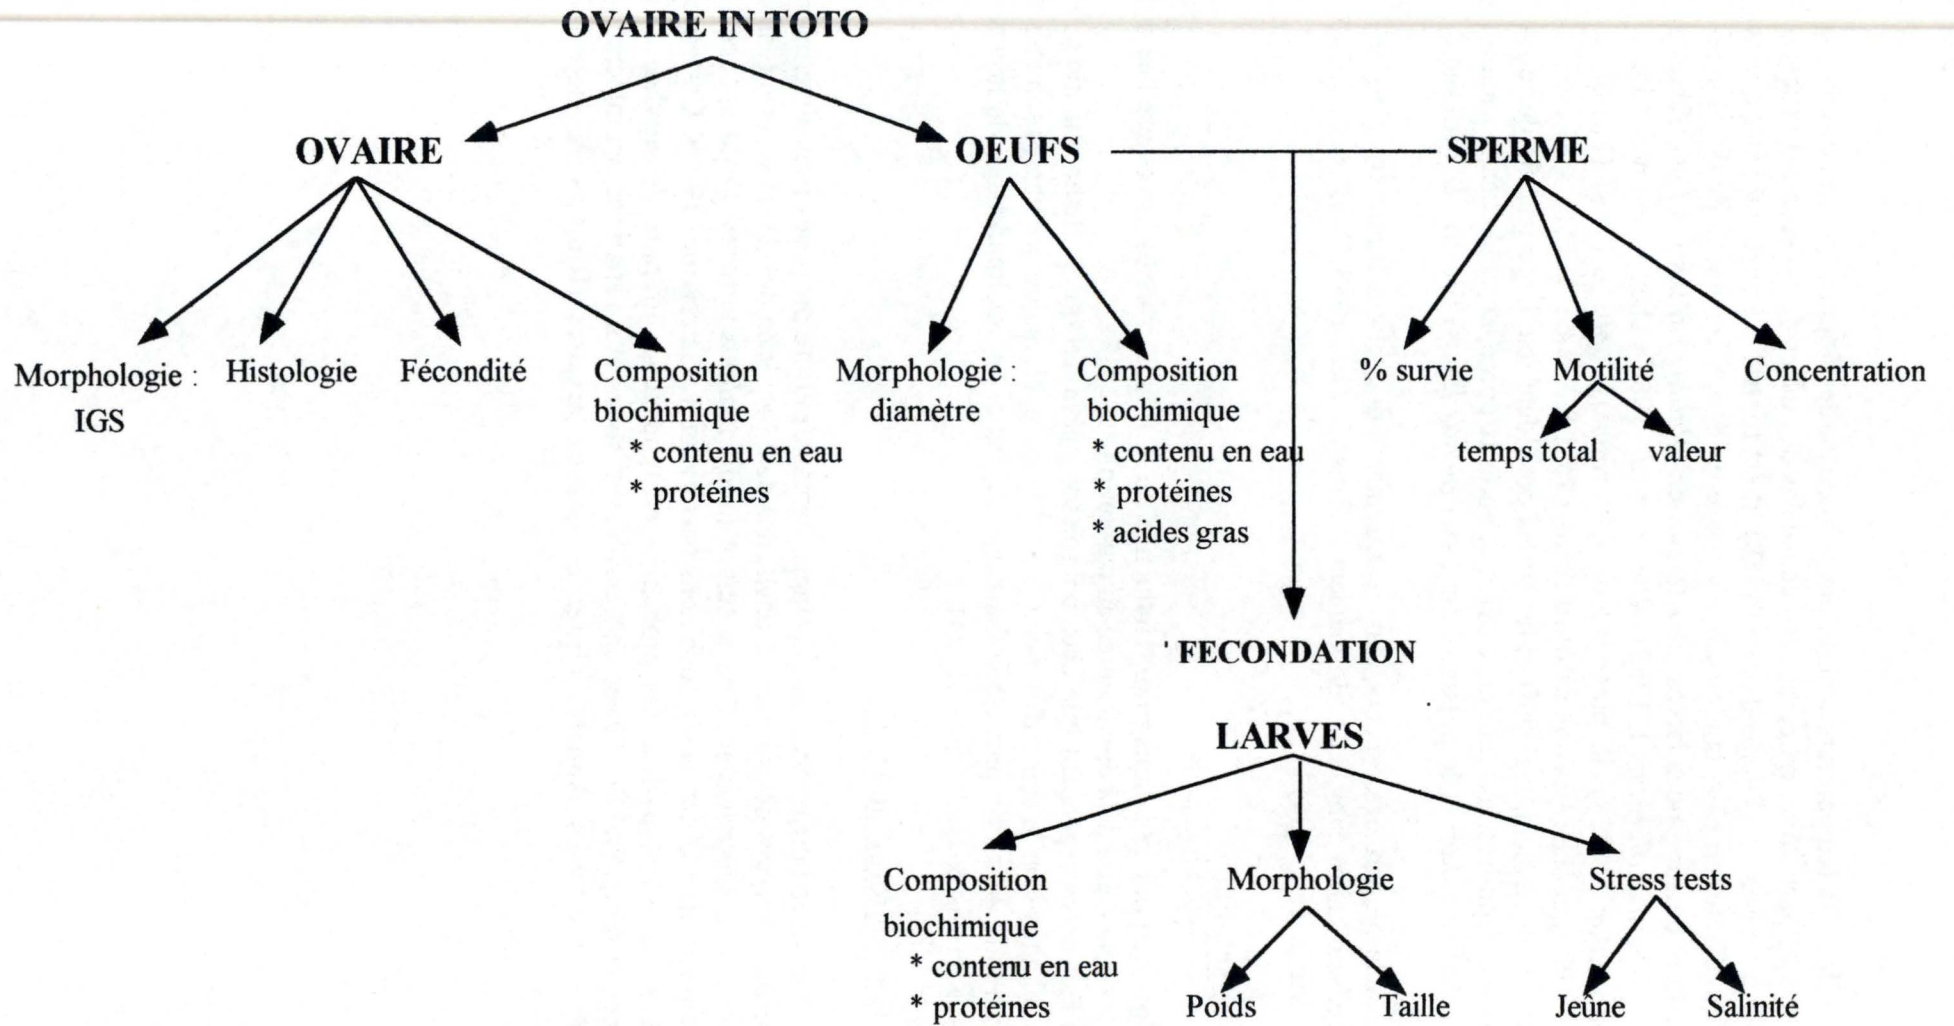 OVAIRE IN TOTO
OVAIRE
OEUFS
SPERME
Morphologie :
IGS
Histologie
Fécondité
Composition
biochimique
* contenu en eau
* protéines
Morphologie :
diamètre
Composition
biochimique
* contenu en eau
* protéines
* acides gras
% survie
Motilité
temps total
valeur
Concentration
' FECONDATION
LARVES
Composition
biochimique
* contenu en eau
* protéines
Morphologie
Poids
Taille
Stress tests
Jeûne
Salinité